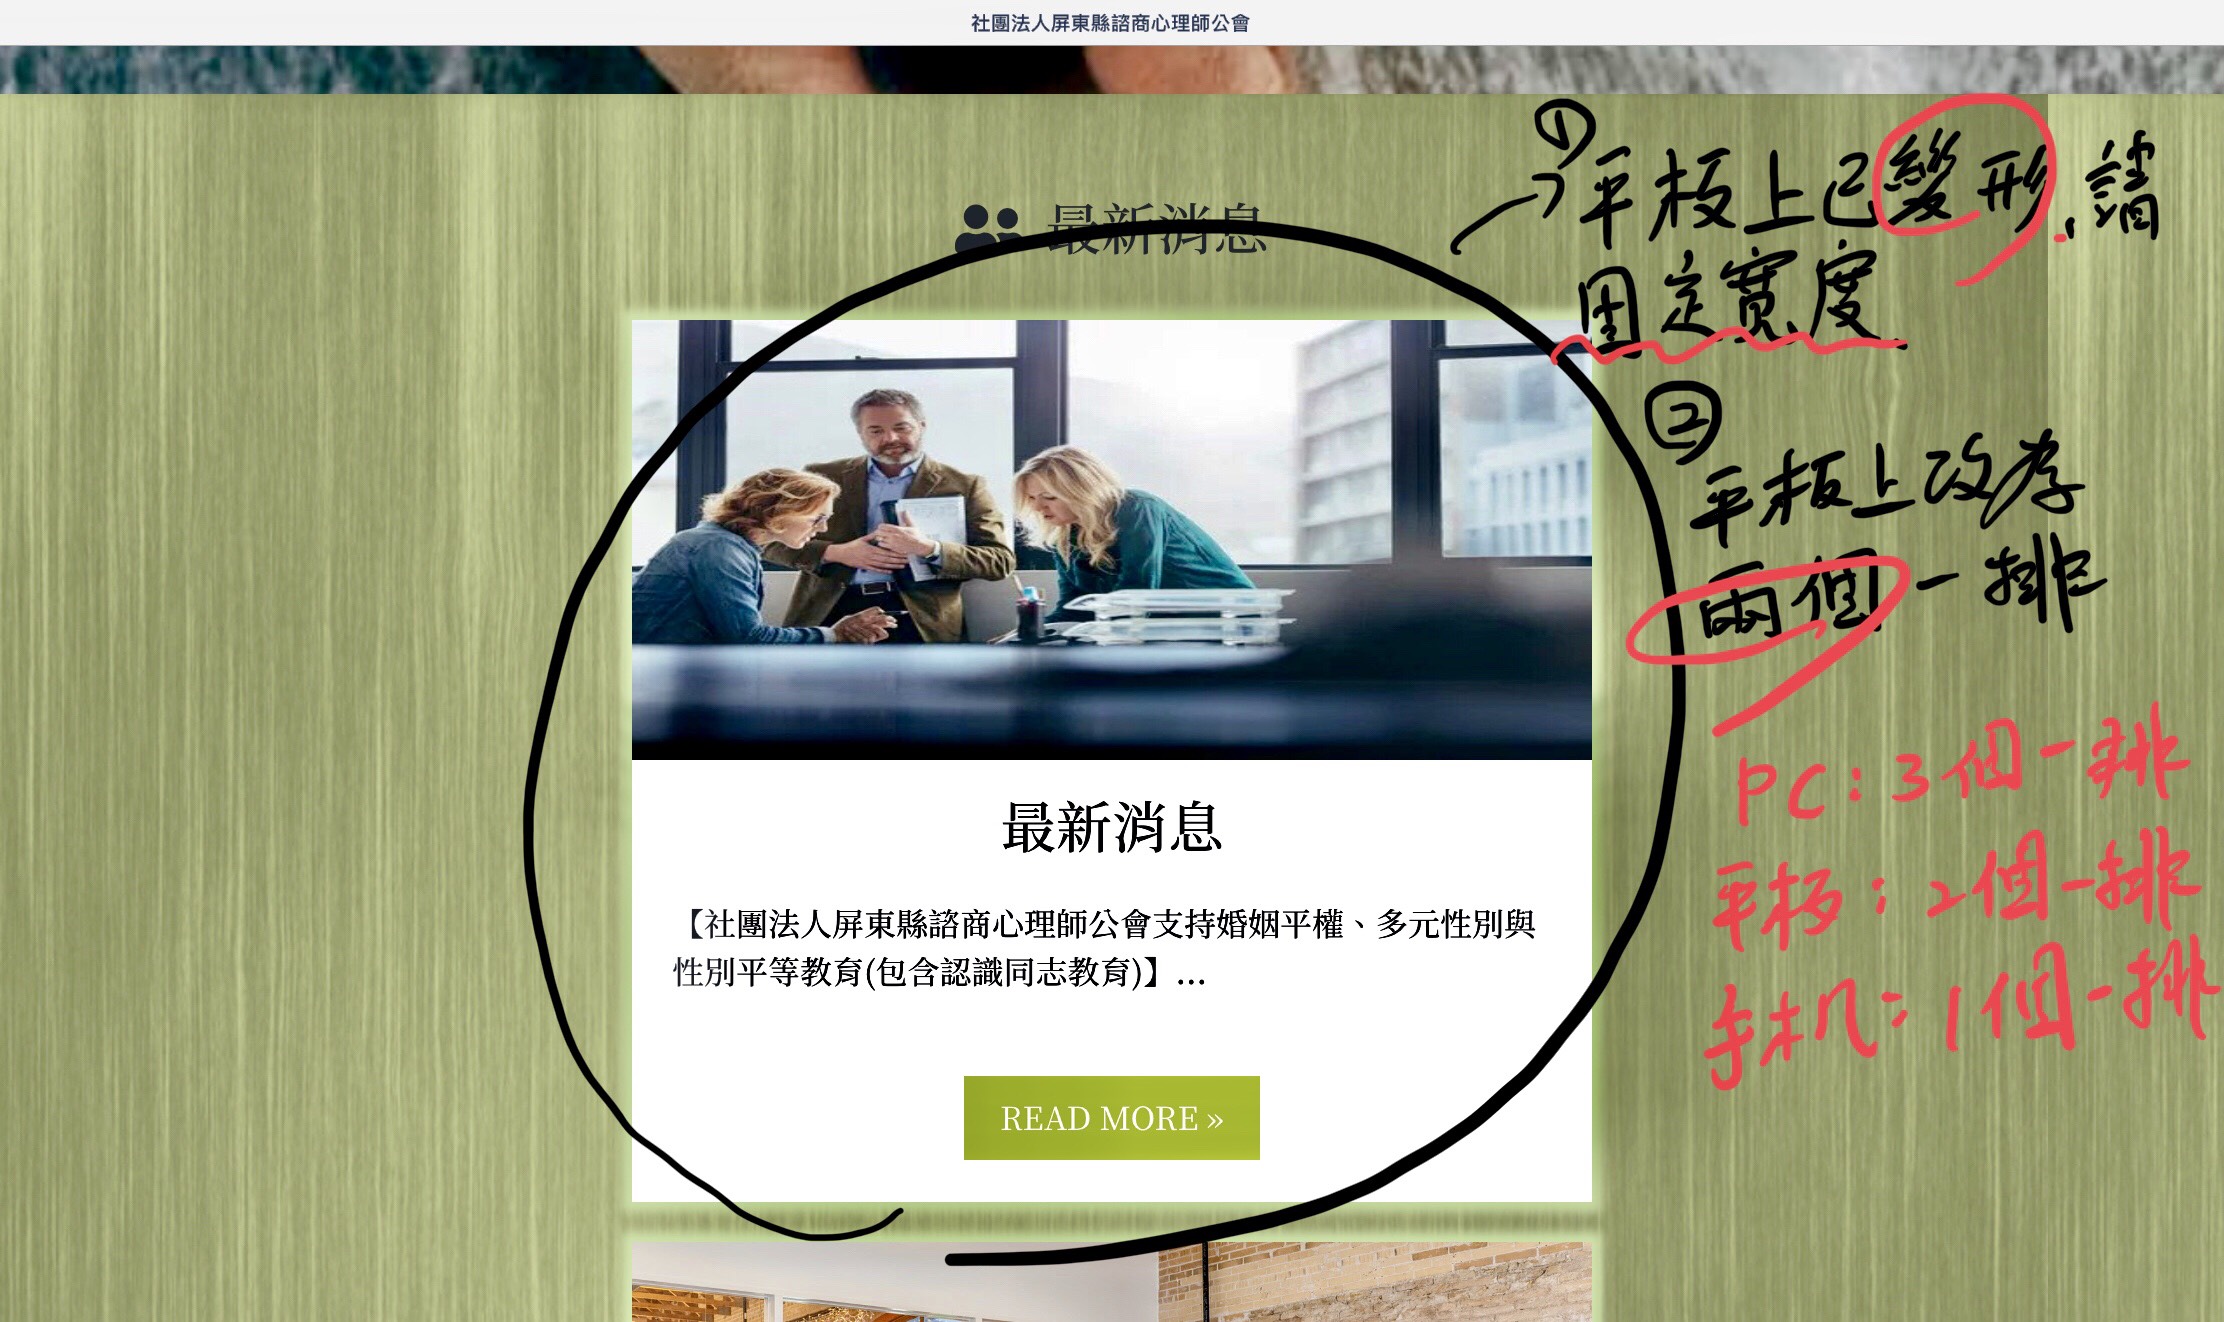 社團法人屏東縣諮商心理師公會
最新消息
① 平板上已變形,請
固定寬度
② 平板上改為
兩個一排
PC:3個一排
平板:2個一排
手机:1個一排
最新消息
【社團法人屏東縣諮商心理師公會支持婚姻平權、多元性別與
性別平等教育(包含認識同志教育)】...
READ MORE »